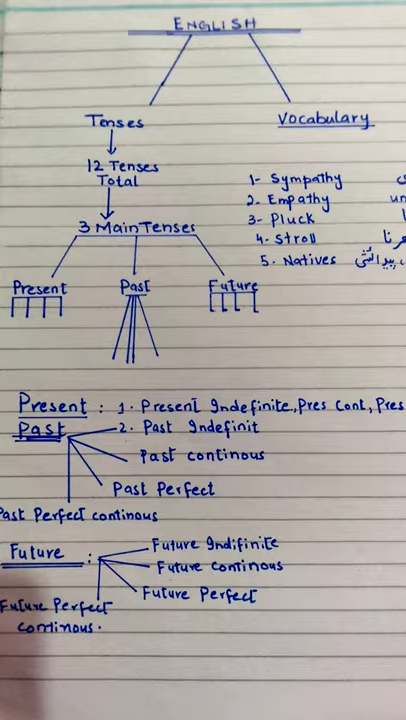 ENGLISH
Tenses
Vocabulary
12 Tenses
Total
3 Main Tenses
1- Sympathy
2. Empathy un
3- Pluck
4- Stroll
5. Natives پیدائشی
Present
Past
Future
Present : 1. Present Indefinite, Pres Cont, Pres
Past 2. Past Indefinit
Past continous
Past Perfect
Past Perfect continous
Future : Future Indifinite
Future continous
Future Perfect
Future Perfect
continous.